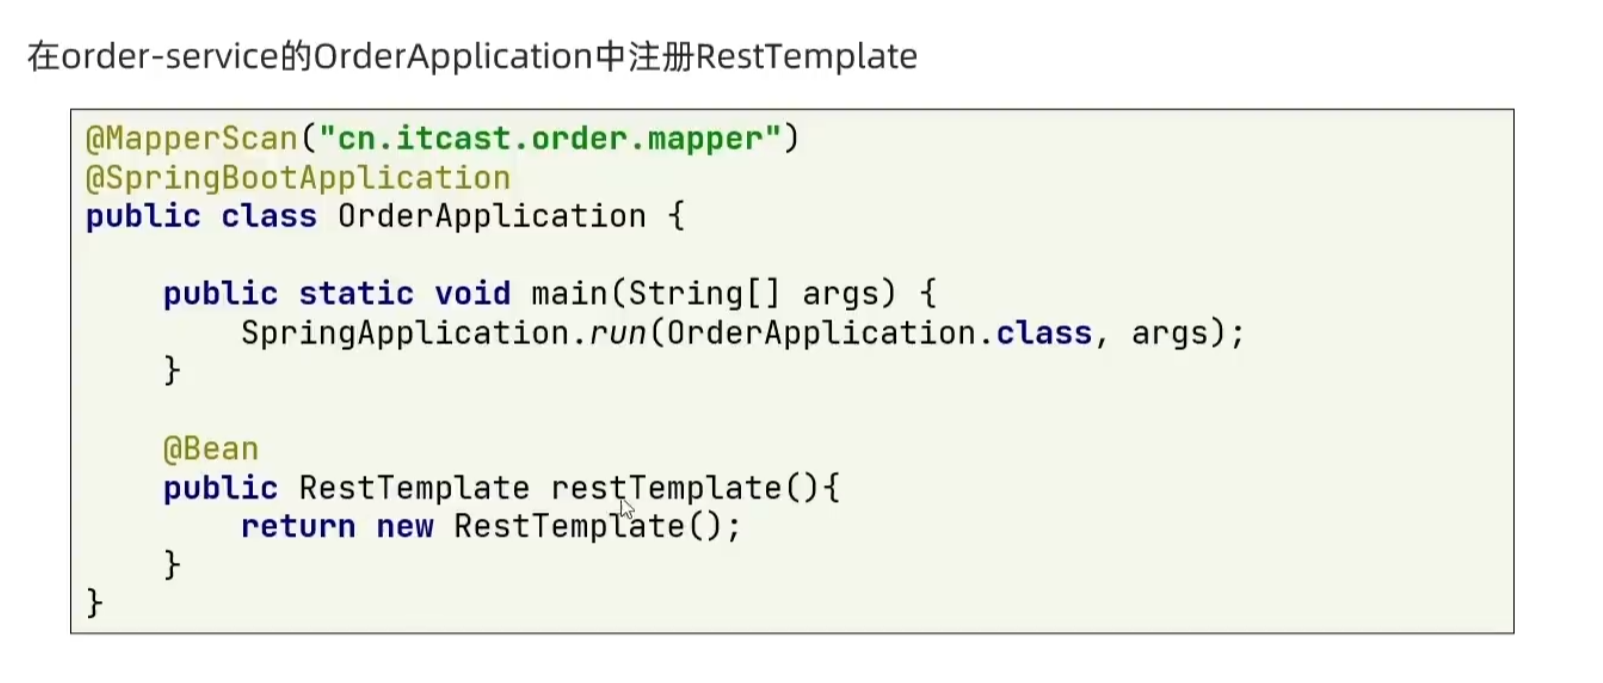 在order-service的OrderApplication中注册RestTemplate
@MapperScan("cn.itcast.order.mapper")
@SpringBootApplication
public class OrderApplication {
    public static void main(String[] args) {
        SpringApplication.run(OrderApplication.class, args);
    }
    @Bean
    public RestTemplate restTemplate(){
        return new RestTemplate();
    }
}